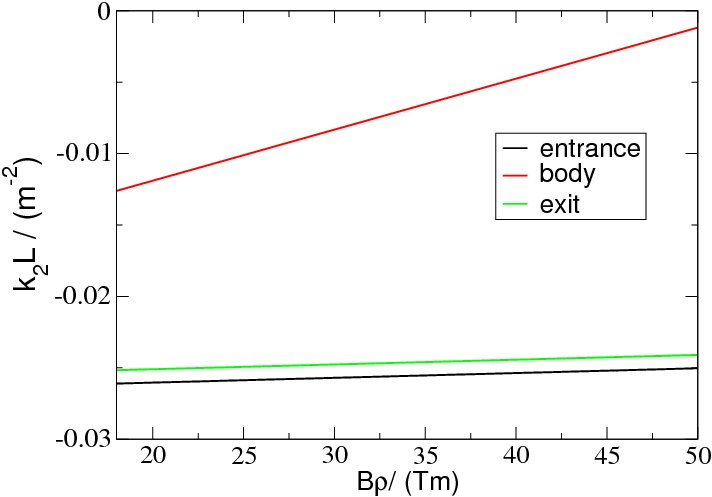 0
-0.01
-0.02
-0.03
k₂L / (m⁻²)
entrance
body
exit
20 25 30 35 40 45 50
Bρ/ (Tm)